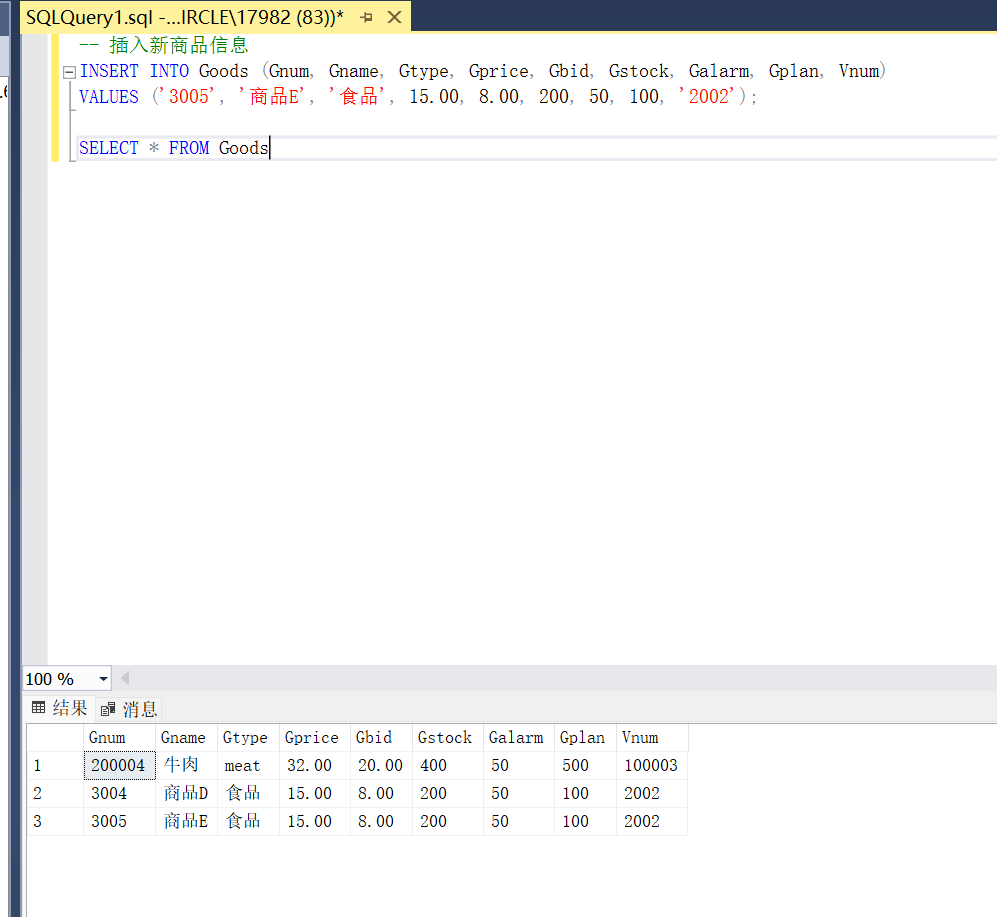 SQLQuery1.sql -...IRCLE\17982 (83))*
-- 插入新商品信息
INSERT INTO Goods (Gnum, Gname, Gtype, Gprice, Gbid, Gstock, Galarm, Gplan, Vnum)
VALUES ('3005', '商品E', '食品', 15.00, 8.00, 200, 50, 100, '2002');
SELECT * FROM Goods
100 %
结果 消息
Gnum Gname Gtype Gprice Gbid Gstock Galarm Gplan Vnum
1 200004 牛肉 meat 32.00 20.00 400 50 500 100003
2 3004 商品D 食品 15.00 8.00 200 50 100 2002
3 3005 商品E 食品 15.00 8.00 200 50 100 2002